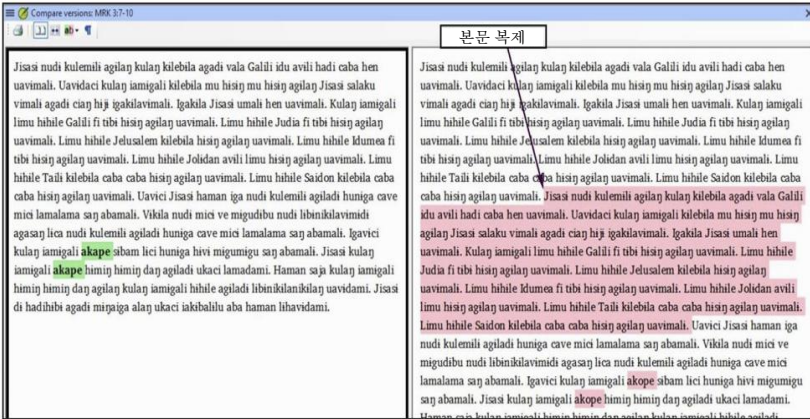 Compare versions: MRK 3:7-10
본문 복제
Jisasi nudi kulemili agilaŋ kulaŋ kilebila agadi vala Galili idu avili hadi caba hen
uavimali. Uavidaci kulaŋ iamigali kilebila mu hisiŋ mu hisiŋ agilaŋ Jisasi salaku
vimali agadi ciaŋ hiji igakilavimali. Igakila Jisasi umali hen uavimali. Kulaŋ iamigali
limu hihile Galili fi tibi hisiŋ agilaŋ uavimali. Limu hihile Judia fi tibi hisiŋ agilaŋ
uavimali. Limu hihile Jelusalem kilebila hisiŋ agilaŋ uavimali. Limu hihile Idumea fi
tibi hisiŋ agilaŋ uavimali. Limu hihile Jolidan avili limu hisiŋ agilaŋ uavimali. Limu
hihile Taili kilebila caba caba hisiŋ agilaŋ uavimali. Limu hihile Saidon kilebila caba
caba hisiŋ agilaŋ uavimali. Uavici Jisasi haman iga nudi kulemili agiladi huniga cave
mici lamalama saŋ abamali. Vikila nudi mici ve migudibu nudi libinikilavimidi
agasaŋ lica nudi kulemili agiladi huniga cave mici lamalama saŋ abamali. Igavici
kulaŋ iamigali akape sibam lici huniga hivi migumigu saŋ abamali. Jisasi kulaŋ
iamigali akape himiŋ himiŋ daŋ agiladi ukaci lamadami. Haman saja kulaŋ iamigali
himiŋ himiŋ daŋ agilaŋ kulaŋ iamigali hihile agiladi libinikilanikilaŋ uavidami. Jisasi
di hadihibi agadi miŋaiga alaŋ ukaci iakibalilu aba haman lihavidami.
Jisasi nudi kulemili agilaŋ kulaŋ kilebila agadi vala Galili idu avili hadi caba hen
uavimali. Uavidaci kulaŋ iamigali kilebila mu hisiŋ mu hisiŋ agilaŋ Jisasi salaku
vimali agadi ciaŋ hiji igakilavimali. Igakila Jisasi umali hen uavimali. Kulaŋ iamigali
limu hihile Galili fi tibi hisiŋ agilaŋ uavimali. Limu hihile Judia fi tibi hisiŋ agilaŋ
uavimali. Limu hihile Jelusalem kilebila hisiŋ agilaŋ uavimali. Limu hihile Idumea fi
tibi hisiŋ agilaŋ uavimali. Limu hihile Jolidan avili limu hisiŋ agilaŋ uavimali. Limu
hihile Taili kilebila caba caba hisiŋ agilaŋ uavimali. Limu hihile Saidon kilebila caba
caba hisiŋ agilaŋ uavimali. Jisasi nudi kulemili agilaŋ kulaŋ kilebila agadi vala Galili
idu avili hadi caba hen uavimali. Uavidaci kulaŋ iamigali kilebila mu hisiŋ mu hisiŋ
agilaŋ Jisasi salaku vimali agadi ciaŋ hiji igakilavimali. Igakila Jisasi umali hen
uavimali. Kulaŋ iamigali limu hihile Galili fi tibi hisiŋ agilaŋ uavimali. Limu hihile
Judia fi tibi hisiŋ agilaŋ uavimali. Limu hihile Jelusalem kilebila hisiŋ agilaŋ
uavimali. Limu hihile Idumea fi tibi hisiŋ agilaŋ uavimali. Limu hihile Jolidan avili
limu hisiŋ agilaŋ uavimali. Limu hihile Taili kilebila caba caba hisiŋ agilaŋ uavimali.
Limu hihile Saidon kilebila caba caba hisiŋ agilaŋ uavimali. Uavici Jisasi haman iga
nudi kulemili agiladi huniga cave mici lamalama saŋ abamali. Vikila nudi mici ve
migudibu nudi libinikilavimidi agasaŋ lica nudi kulemili agiladi huniga cave mici
lamalama saŋ abamali. Igavici kulaŋ iamigali akope sibam lici huniga hivi migumigu
saŋ abamali. Jisasi kulaŋ iamigali akope himiŋ himiŋ daŋ agiladi ukaci lamadami.